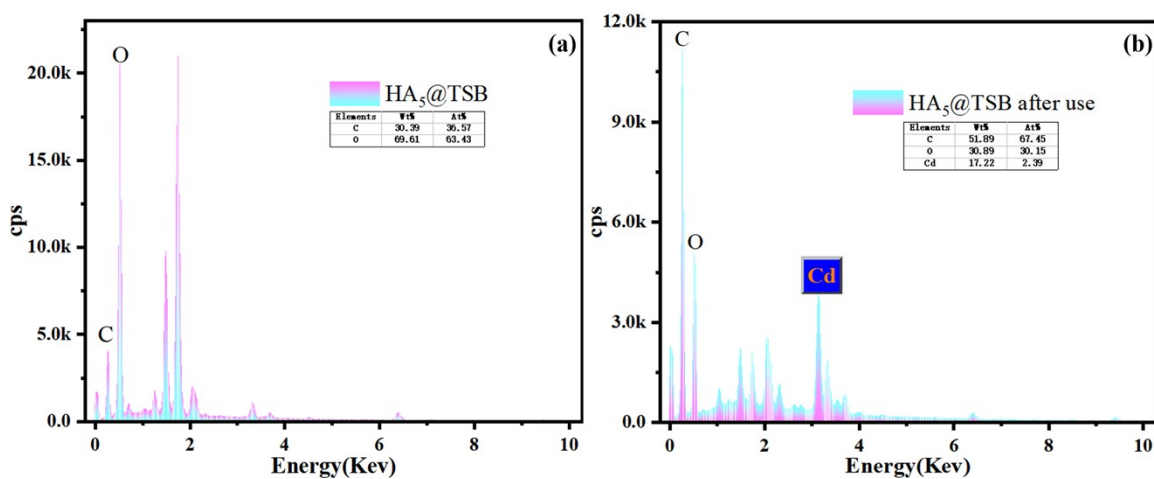 (a)
20.0k
15.0k
10.0k
5.0k
0.0
cps
O
C
HA₅@TSB
Elements Wt% At%
C 30.39 36.57
O 69.61 63.43
0 2 4 6 8 10
Energy(Kev)
(b)
12.0k
9.0k
6.0k
3.0k
0.0
cps
C
O
Cd
HA₅@TSB after use
Elements Wt% At%
C 51.89 67.45
O 30.89 30.15
Cd 17.22 2.39
0 2 4 6 8 10
Energy(Kev)